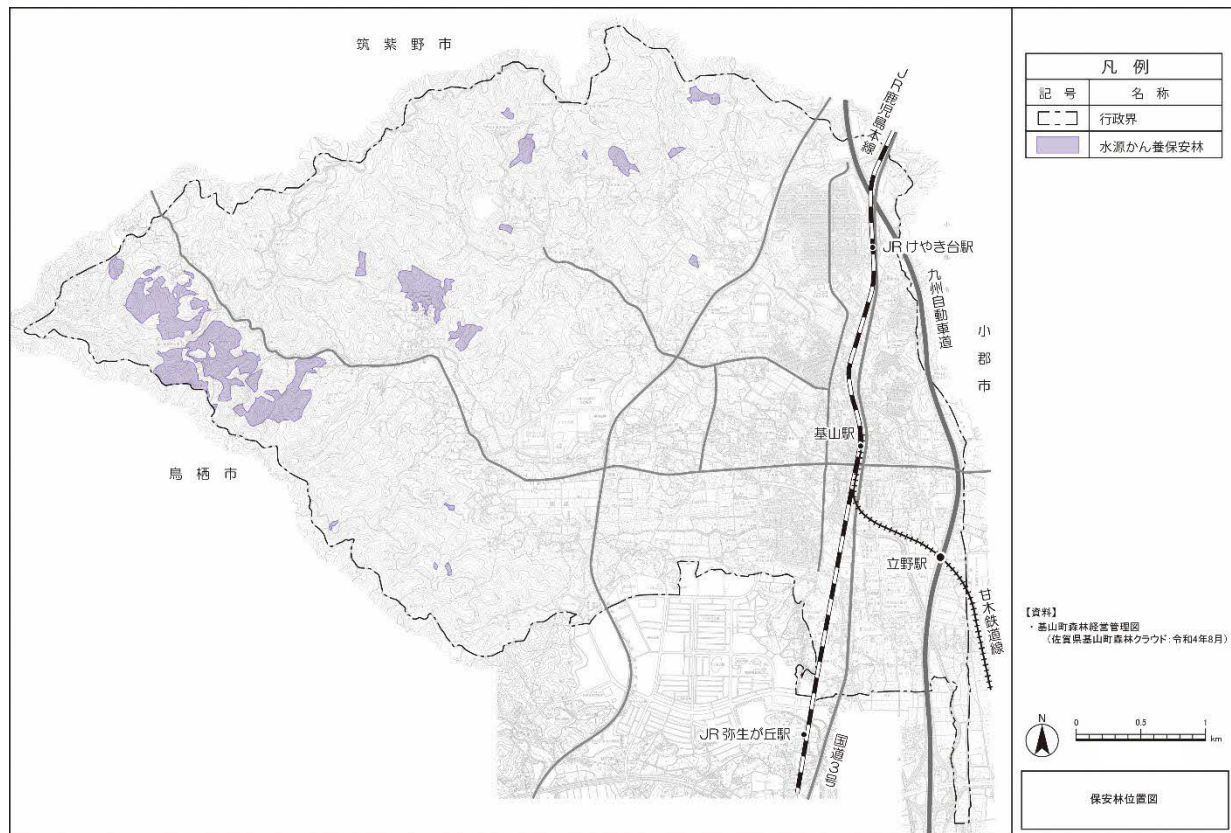 筑紫野市
JR鹿児島本線
JRけやき台駅
九州自動車道
小郡市
基山駅
鳥栖市
立野駅
甘木鉄道線
JR弥生が丘駅
国道3号
凡例
記号 名称
行政界
水源かん養保安林
【資料】
・基山町森林経営管理図
(佐賀県基山町森林クラウド:令和4年8月)
N
0 0.5 1
km
保安林位置図